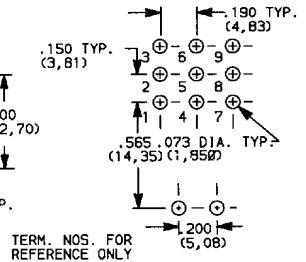 .190 TYP.
(4,83)
.150 TYP.
(3,81)
3 6 9
2 5 8
1 4 7
00
2,70)
.565 .073 DIA. TYP.
(14,35) (1,850)
P.
.200
(5,08)
TERM. NOS. FOR
REFERENCE ONLY